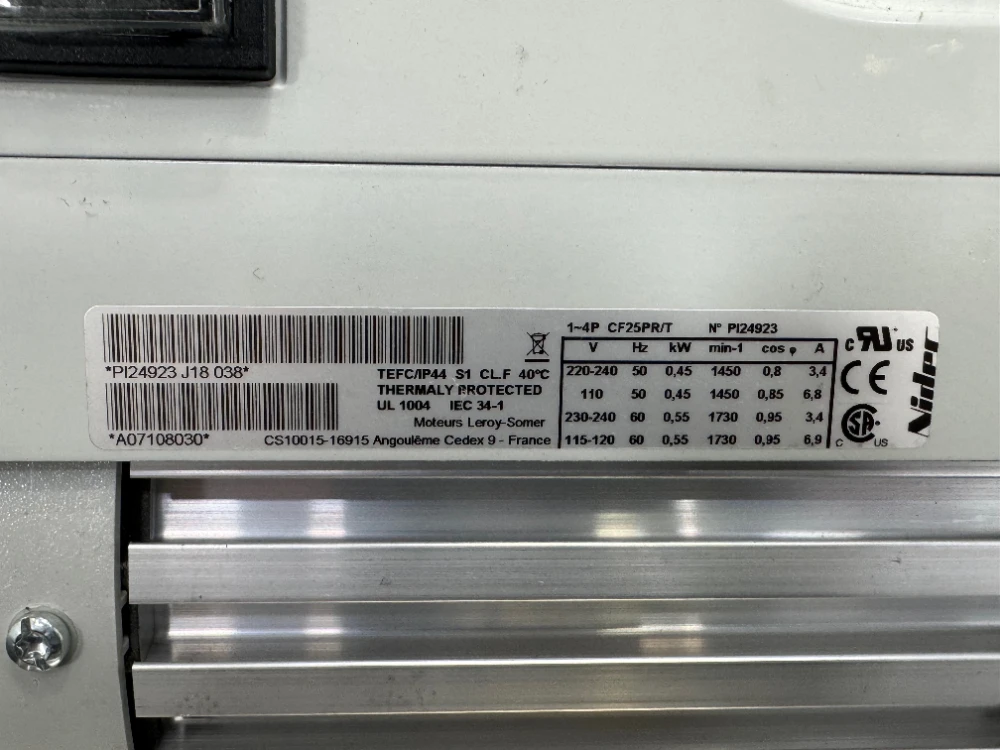 *PI24923 J18 038*
*A07108030*
TEFC/IP44 S1 CL.F 40°C
THERMALY PROTECTED
UL 1004 IEC 34-1
Moteurs Leroy-Somer
CS10015-16915 Angoulême Cedex 9 - France
1~4P CF25PR/T N° PI24923
V Hz kW min-1 cos φ A
220-240 50 0,45 1450 0,8 3,4
110 50 0,45 1450 0,85 6,8
230-240 60 0,55 1730 0,95 3,4
115-120 60 0,55 1730 0,95 6,9
c RU US
CE
C SA US
Nidec